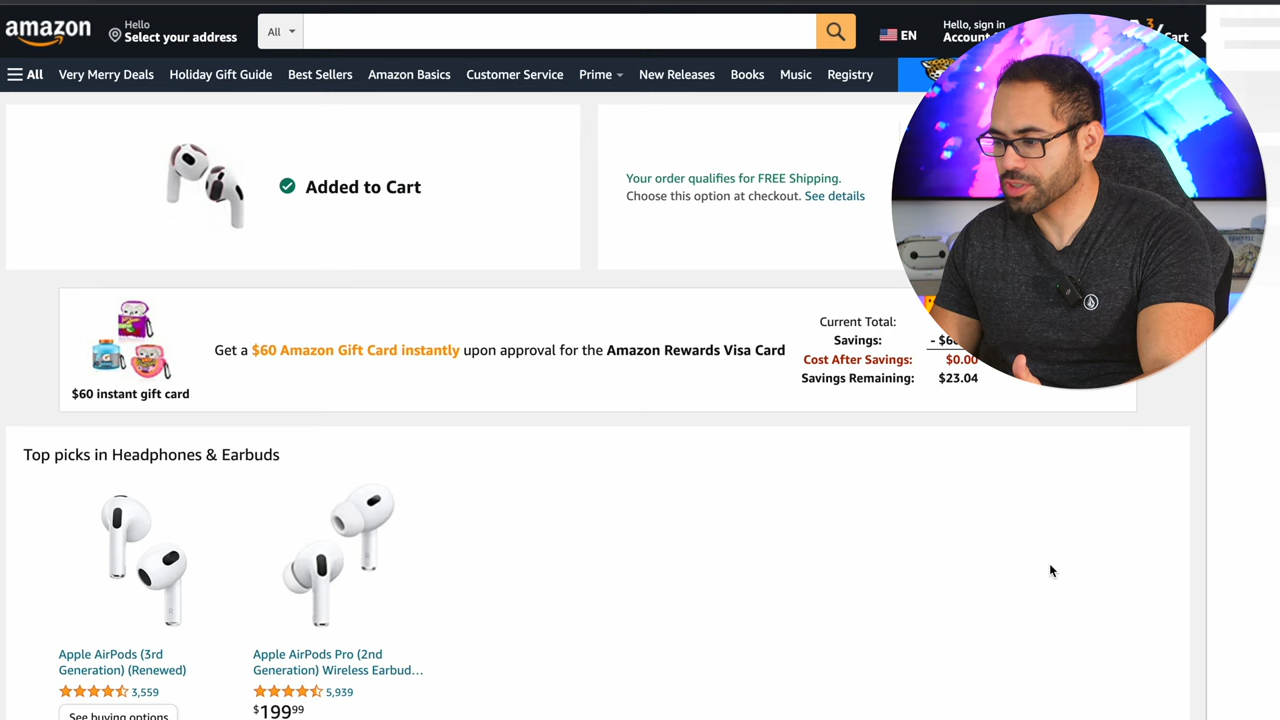 amazon
Hello
Select your address
All
EN
Hello, sign in
Account
3
Cart
All
Very Merry Deals
Holiday Gift Guide
Best Sellers
Amazon Basics
Customer Service
Prime
New Releases
Books
Music
Registry
Added to Cart
Your order qualifies for FREE Shipping.
Choose this option at checkout. See details
$60 instant gift card
Get a $60 Amazon Gift Card instantly upon approval for the Amazon Rewards Visa Card
Current Total:
Savings:
Cost After Savings: $0.00
Savings Remaining: $23.04
Top picks in Headphones & Earbuds
Apple AirPods (3rd
Generation) (Renewed)
3,559
See buying options
Apple AirPods Pro (2nd
Generation) Wireless Earbud...
5,939
$199.99